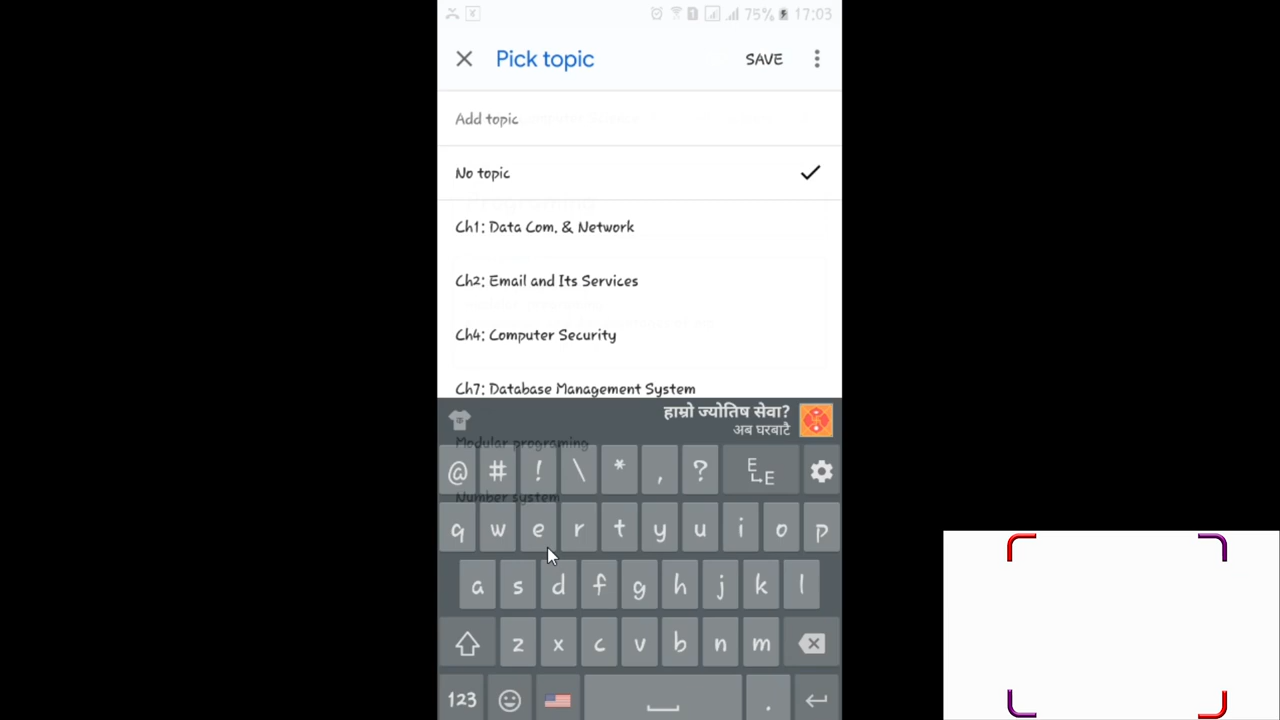 75% 17:03
Pick topic SAVE
Add topic
No topic
Ch1: Data Com. & Network
Ch2: Email and Its Services
Ch4: Computer Security
Ch7: Database Management System
हाम्रो ज्योतिष सेवा?
अब घरबाटै
Modular programing
@ # ! \ * , ? E E
Number system
q w e r t y u i o p
a s d f g h j k l
z x c v b n m
123 .